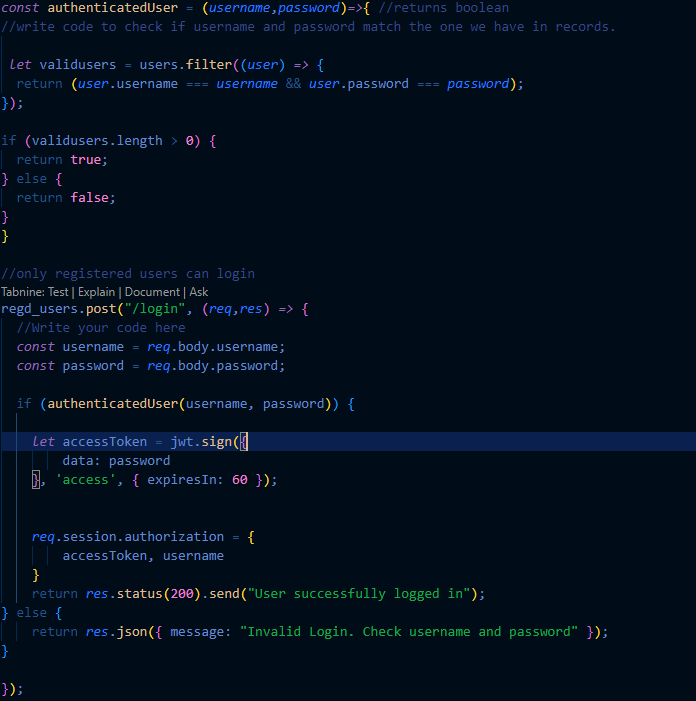 const authenticatedUser = (username,password)=>{ //returns boolean
//write code to check if username and password match the one we have in records.
let validusers = users.filter((user) => {
return (user.username === username && user.password === password);
});
if (validusers.length > 0) {
return true;
} else {
return false;
}
}
//only registered users can login
Tabnine: Test | Explain | Document | Ask
regd_users.post("/login", (req,res) => {
//Write your code here
const username = req.body.username;
const password = req.body.password;
if (authenticatedUser(username, password)) {
let accessToken = jwt.sign({
data: password
}, 'access', { expiresIn: 60 });
req.session.authorization = {
accessToken, username
}
return res.status(200).send("User successfully logged in");
} else {
return res.json({ message: "Invalid Login. Check username and password" });
}
});